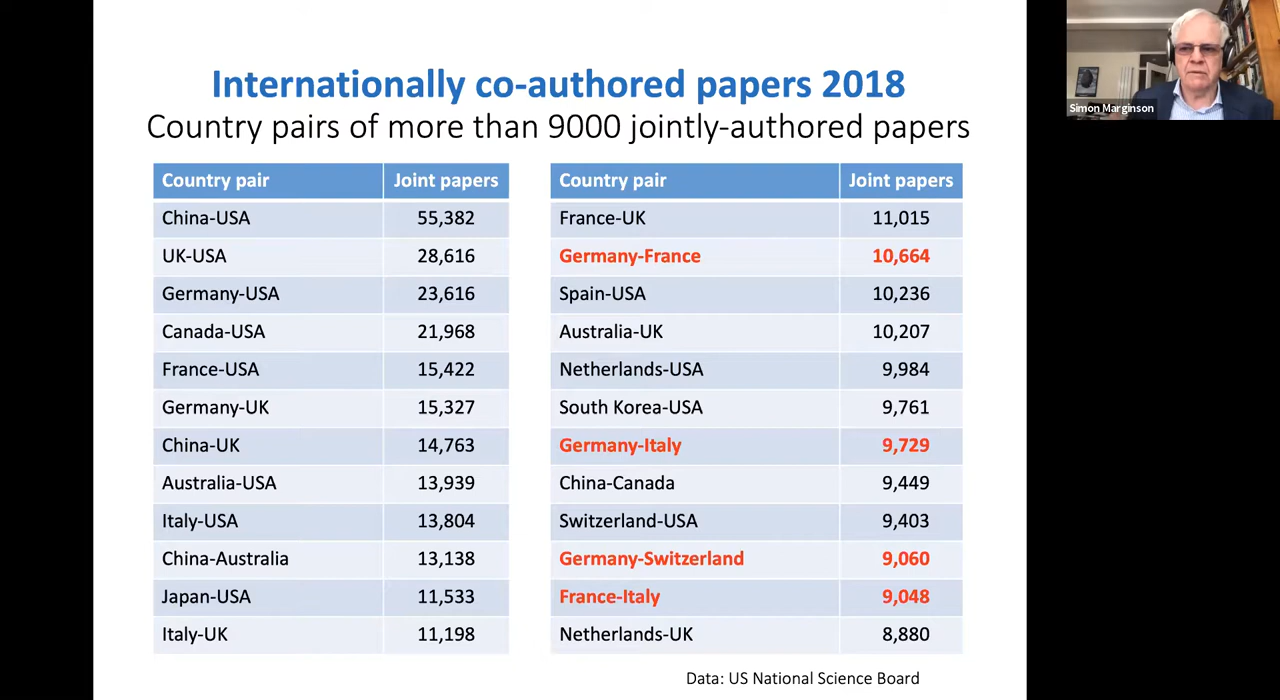 Internationally co-authored papers 2018
Country pairs of more than 9000 jointly-authored papers
Country pair Joint papers
China-USA 55,382
UK-USA 28,616
Germany-USA 23,616
Canada-USA 21,968
France-USA 15,422
Germany-UK 15,327
China-UK 14,763
Australia-USA 13,939
Italy-USA 13,804
China-Australia 13,138
Japan-USA 11,533
Italy-UK 11,198
Country pair Joint papers
France-UK 11,015
Germany-France 10,664
Spain-USA 10,236
Australia-UK 10,207
Netherlands-USA 9,984
South Korea-USA 9,761
Germany-Italy 9,729
China-Canada 9,449
Switzerland-USA 9,403
Germany-Switzerland 9,060
France-Italy 9,048
Netherlands-UK 8,880
Data: US National Science Board
Simon Marginson